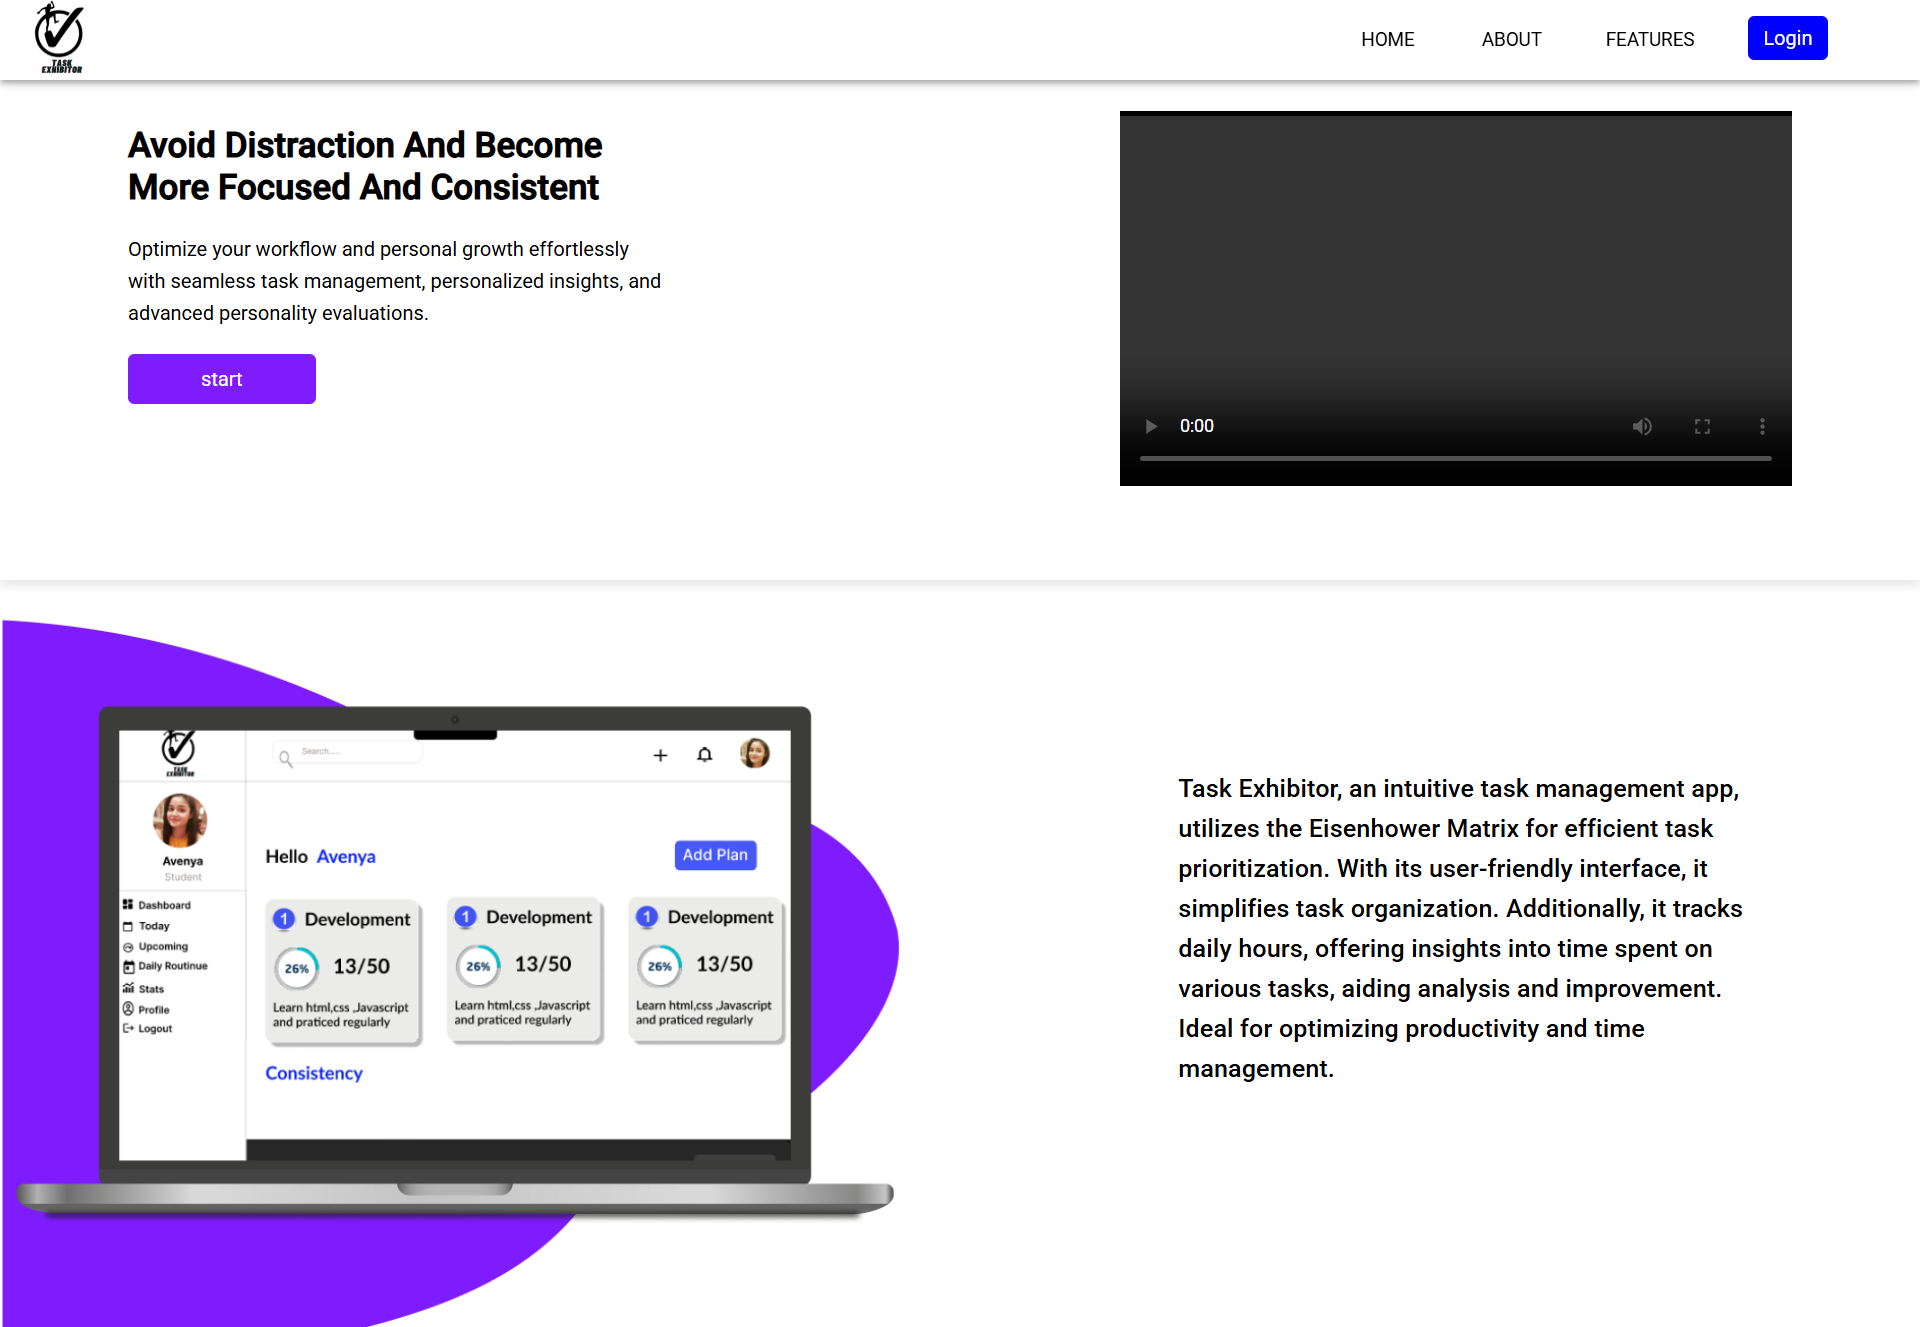 TASK
EXHIBITOR
HOME
ABOUT
FEATURES
Login
Avoid Distraction And Become
More Focused And Consistent
Optimize your workflow and personal growth effortlessly
with seamless task management, personalized insights, and
advanced personality evaluations.
start
0:00
TASK
EXHIBITOR
Search.....
Avenya
Student
Dashboard
Today
Upcoming
Daily Routinue
Stats
Profile
Logout
Hello Avenya
Add Plan
1 Development
26% 13/50
Learn html,css ,Javascript
and praticed regularly
1 Development
26% 13/50
Learn html,css ,Javascript
and praticed regularly
1 Development
26% 13/50
Learn html,css ,Javascript
and praticed regularly
Consistency
Task Exhibitor, an intuitive task management app,
utilizes the Eisenhower Matrix for efficient task
prioritization. With its user-friendly interface, it
simplifies task organization. Additionally, it tracks
daily hours, offering insights into time spent on
various tasks, aiding analysis and improvement.
Ideal for optimizing productivity and time
management.